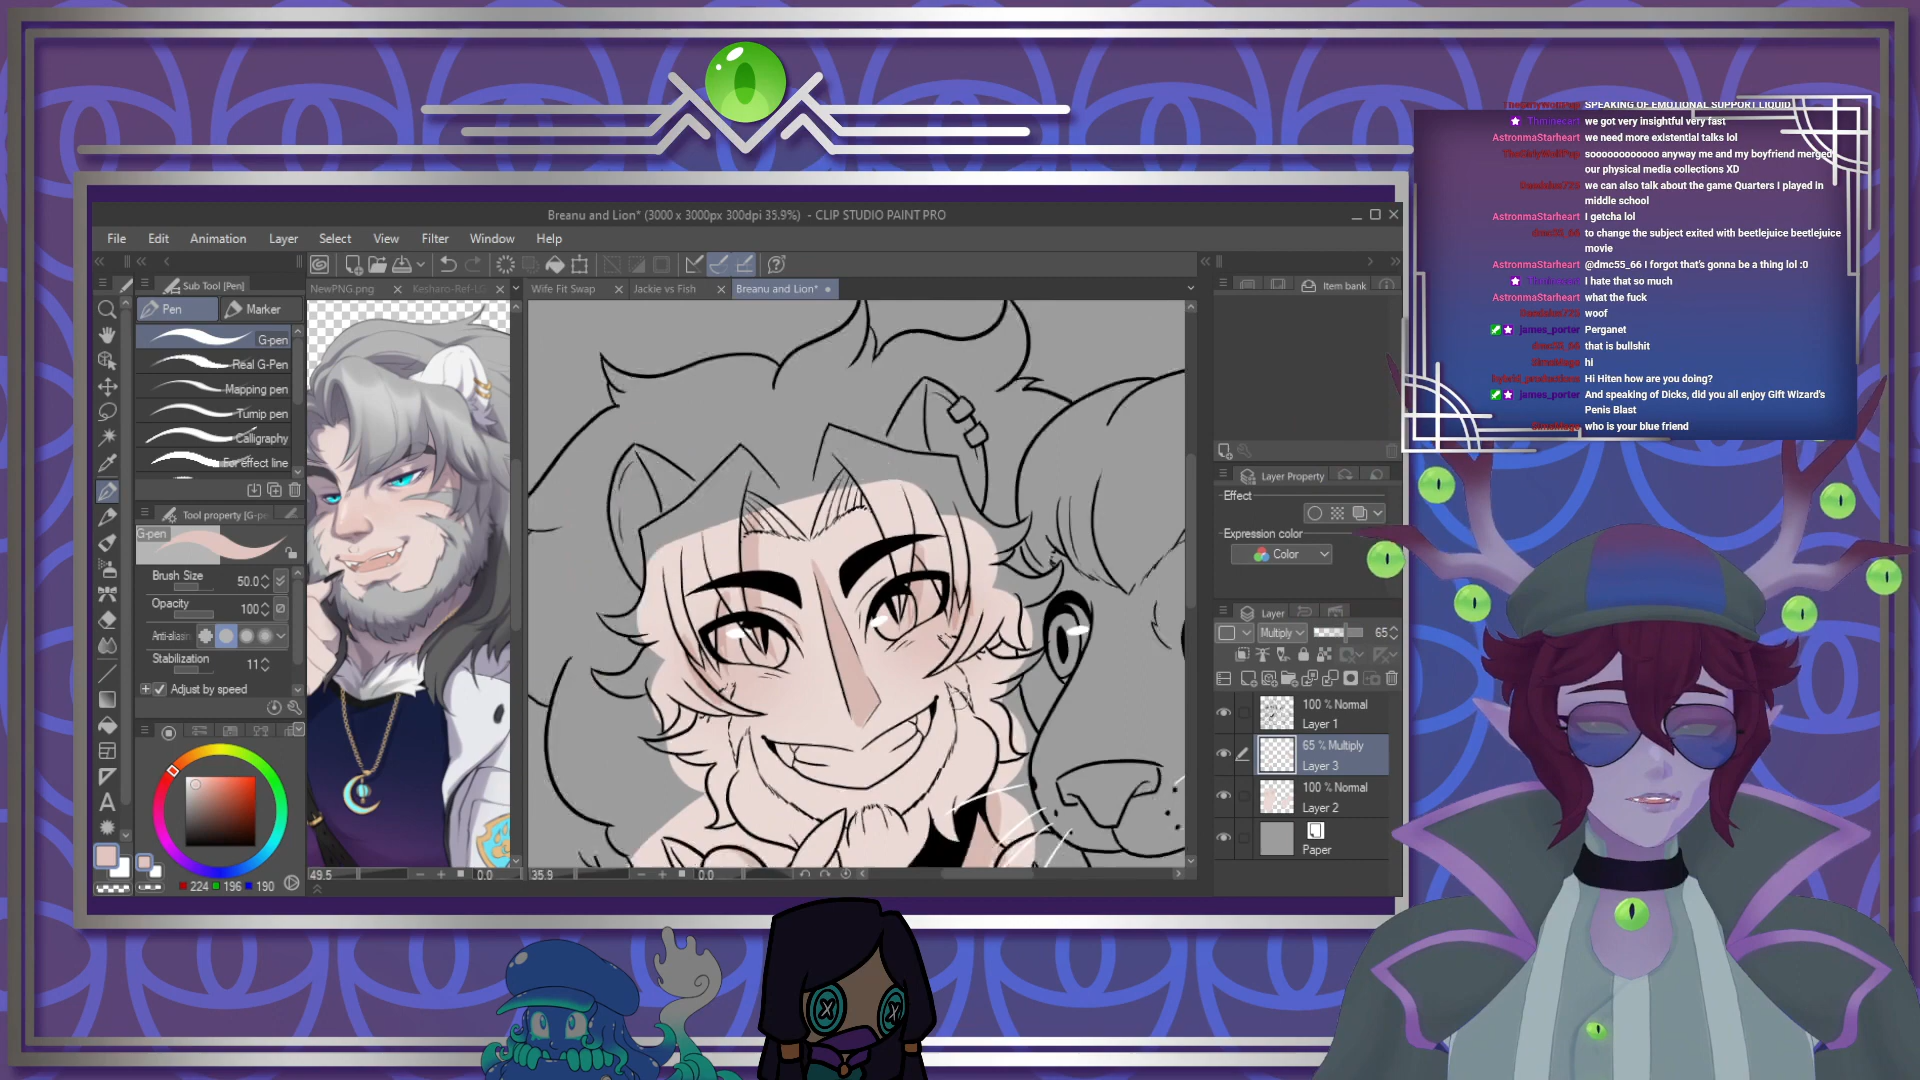 Breanu and Lion* (3000 x 3000px 300dpi 35.9%) - CLIP STUDIO PAINT PRO
File Edit Animation Layer Select View Filter Window Help
Sub Tool [Pen]
Pen Marker
G-pen
Real G-Pen
Mapping pen
Turnip pen
Calligraphy
For effect line
Tool property [G-pe
G-pen
Brush Size 50.0
Opacity 100
Anti-aliasin
Stabilization 11
Adjust by speed
224 196 190
NewPNG.png Kesharo-Ref-LG
Wife Fit Swap Jackie vs Fish Breanu and Lion*
49.5 0.0
35.9 0.0
Item bank
Layer Property
Effect
Expression color
Color
Layer
Multiply 65
100 % Normal
Layer 1
65 % Multiply
Layer 3
100 % Normal
Layer 2
Paper
SPEAKING OF EMOTIONAL SUPPORT LIQUID
Thminecart we got very insightful very fast
AstronmaStarheart we need more existential talks lol
TheGirlyWolfPup soooooooooooo anyway me and my boyfriend merged
our physical media collections XD
we can also talk about the game Quarters I played in
middle school
AstronmaStarheart I getcha lol
dmc55_66 to change the subject exited with beetlejuice beetlejuice
movie
AstronmaStarheart @dmc55_66 I forgot that's gonna be a thing lol :0
I hate that so much
AstronmaStarheart what the fuck
woof
james_porter Perganet
dmc55_66 that is bullshit
hi
Hi Hiten how are you doing?
james_porter And speaking of Dicks, did you all enjoy Gift Wizard's
Penis Blast
who is your blue friend